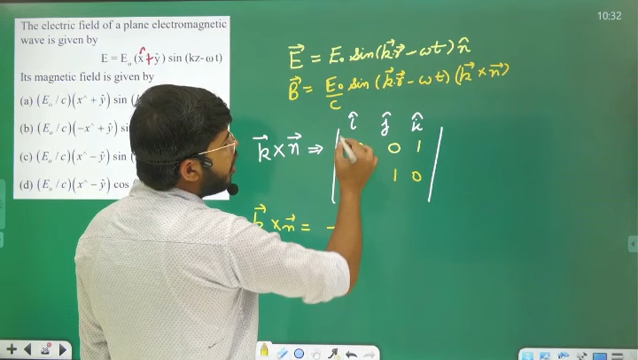 10:32
The electric field of a plane electromagnetic
wave is given by
E = E₀ (x̂ + ŷ) sin (kz-ωt)
Its magnetic field is given by
(a) (E₀ / c)(x^ + ŷ) sin
(b) (E₀ / c)(-x^ + ŷ)
(c) (E₀ / c)(x^ − ŷ) sin
(d) (E₀ / c)(x^ − ŷ) cos
E⃗ = E₀ sin(k⃗.r⃗ − ωt) n̂
B⃗ = E₀/c sin (k⃗.r⃗ − ωt) (k⃗ × n⃗)
î ĵ k̂
k⃗ × n⃗ ⇒ | 0 1 |
1 0
k⃗ × n⃗ = −